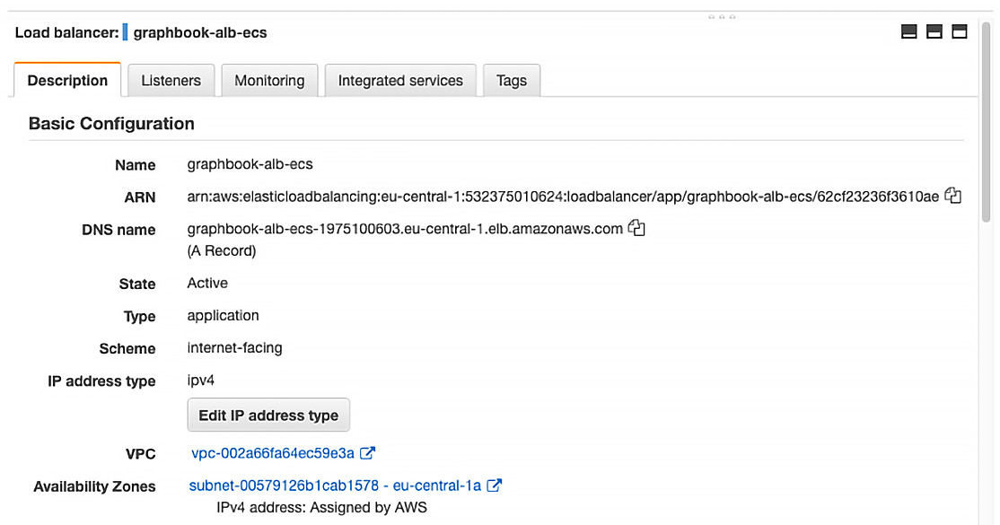 Load balancer: graphbook-alb-ecs
Description Listeners Monitoring Integrated services Tags
Basic Configuration
Name graphbook-alb-ecs
ARN arn:aws:elasticloadbalancing:eu-central-1:532375010624:loadbalancer/app/graphbook-alb-ecs/62cf23236f3610ae
DNS name graphbook-alb-ecs-1975100603.eu-central-1.elb.amazonaws.com
(A Record)
State Active
Type application
Scheme internet-facing
IP address type ipv4
Edit IP address type
VPC vpc-002a66fa64ec59e3a
Availability Zones subnet-00579126b1cab1578 - eu-central-1a
IPv4 address: Assigned by AWS